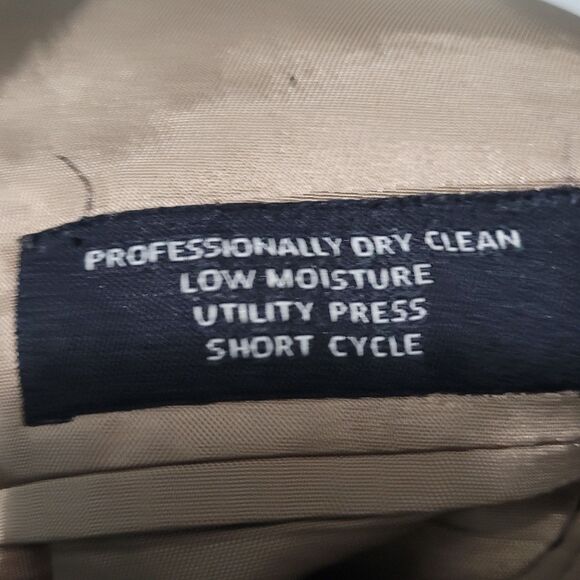 PROFESSIONALLY DRY CLEAN
LOW MOISTURE
UTILITY PRESS
SHORT CYCLE